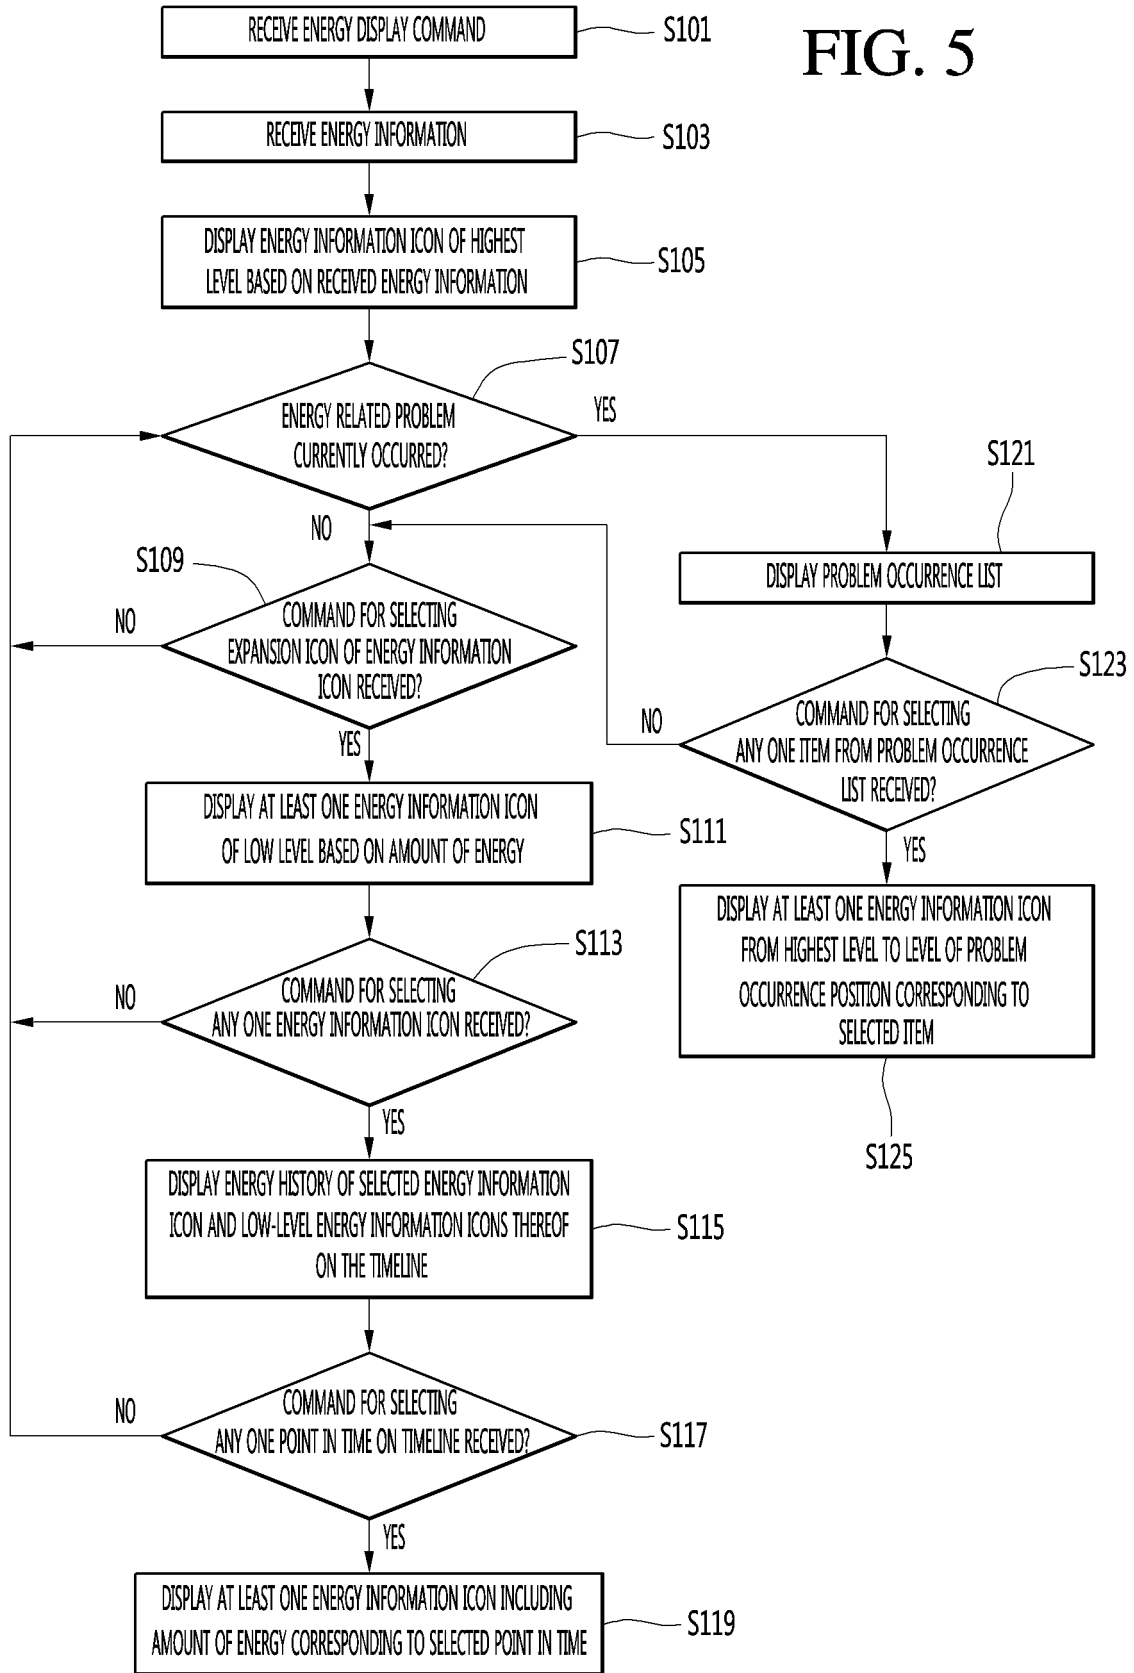 FIG. 5
RECEIVE ENERGY DISPLAY COMMAND
S101
RECEIVE ENERGY INFORMATION
S103
DISPLAY ENERGY INFORMATION ICON OF HIGHEST
LEVEL BASED ON RECEIVED ENERGY INFORMATION
S105
S107
ENERGY RELATED PROBLEM
CURRENTLY OCCURRED?
YES
NO
S109
COMMAND FOR SELECTING
EXPANSION ICON OF ENERGY INFORMATION
ICON RECEIVED?
NO
YES
DISPLAY AT LEAST ONE ENERGY INFORMATION ICON
OF LOW LEVEL BASED ON AMOUNT OF ENERGY
S111
S113
COMMAND FOR SELECTING
ANY ONE ENERGY INFORMATION ICON RECEIVED?
NO
YES
DISPLAY ENERGY HISTORY OF SELECTED ENERGY INFORMATION
ICON AND LOW-LEVEL ENERGY INFORMATION ICONS THEREOF
ON THE TIMELINE
S115
COMMAND FOR SELECTING
ANY ONE POINT IN TIME ON TIMELINE RECEIVED?
NO
S117
YES
DISPLAY AT LEAST ONE ENERGY INFORMATION ICON INCLUDING
AMOUNT OF ENERGY CORRESPONDING TO SELECTED POINT IN TIME
S119
S121
DISPLAY PROBLEM OCCURRENCE LIST
S123
COMMAND FOR SELECTING
ANY ONE ITEM FROM PROBLEM OCCURRENCE
LIST RECEIVED?
NO
YES
DISPLAY AT LEAST ONE ENERGY INFORMATION ICON
FROM HIGHEST LEVEL TO LEVEL OF PROBLEM
OCCURRENCE POSITION CORRESPONDING TO
SELECTED ITEM
S125